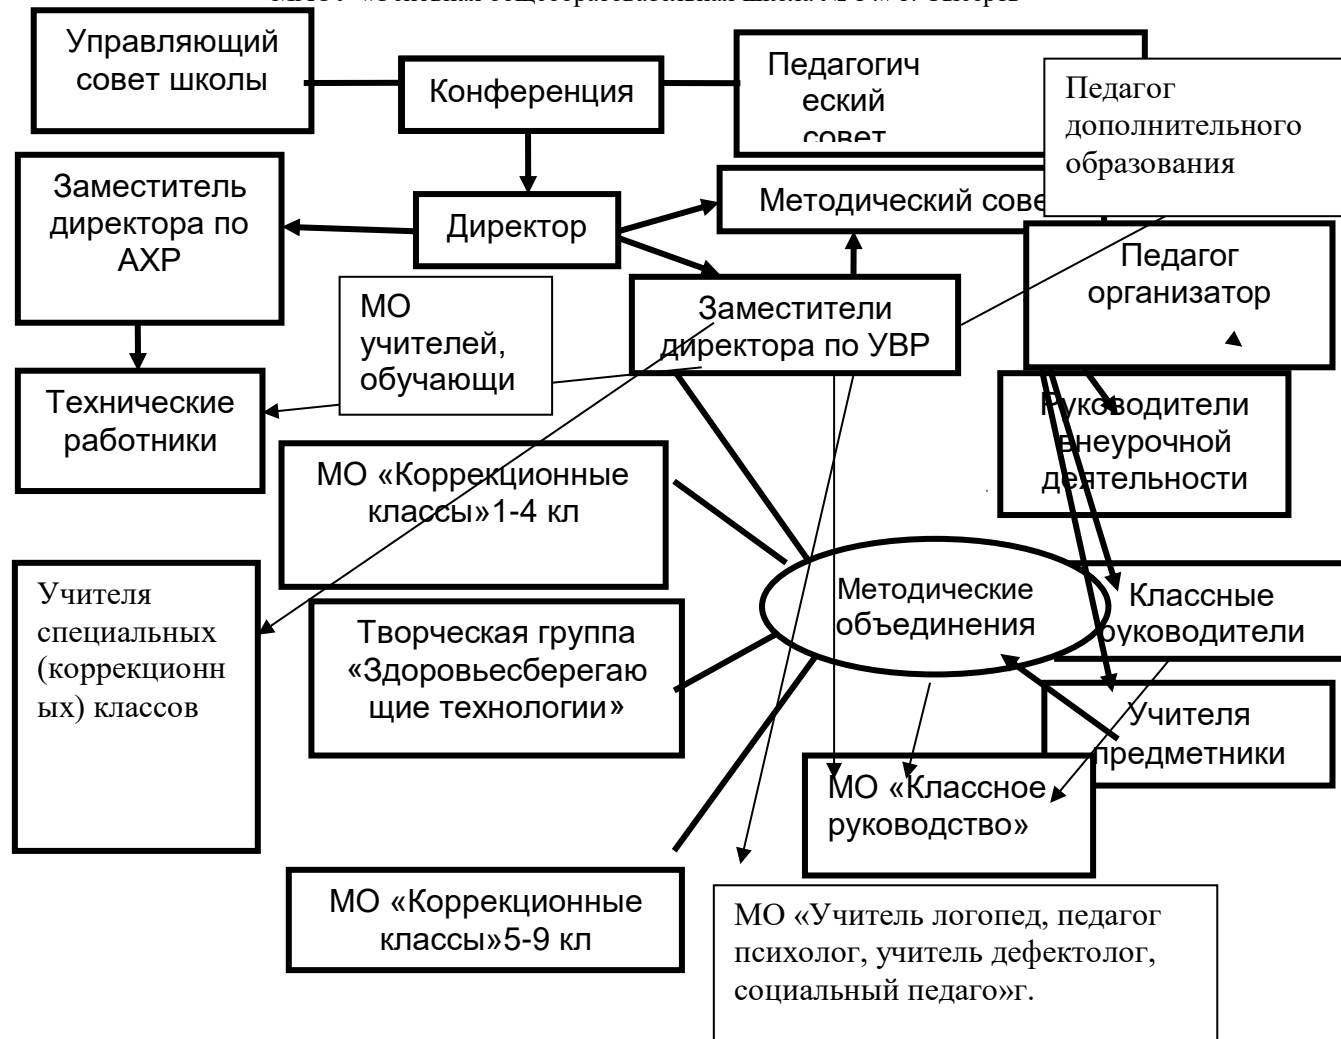 Управляющий
совет школы
Конференция
Педагогич
еский
совет
Педагог
дополнительного
образования
Заместитель
директора по
АХР
Директор
Методический сове
Педагог
организатор
МО
учителей,
обучающи
Заместители
директора по УВР
Технические
работники
Руководители
внеурочной
деятельности
МО «Коррекционные
классы»1-4 кл
Учителя
специальных
(коррекционн
ых) классов
Творческая группа
«Здоровьесберегаю
щие технологии»
Методические
объединения
Классные
руководители
Учителя
предметники
МО «Классное
руководство»
МО «Коррекционные
классы»5-9 кл
МО «Учитель логопед, педагог
психолог, учитель дефектолог,
социальный педаго»г.